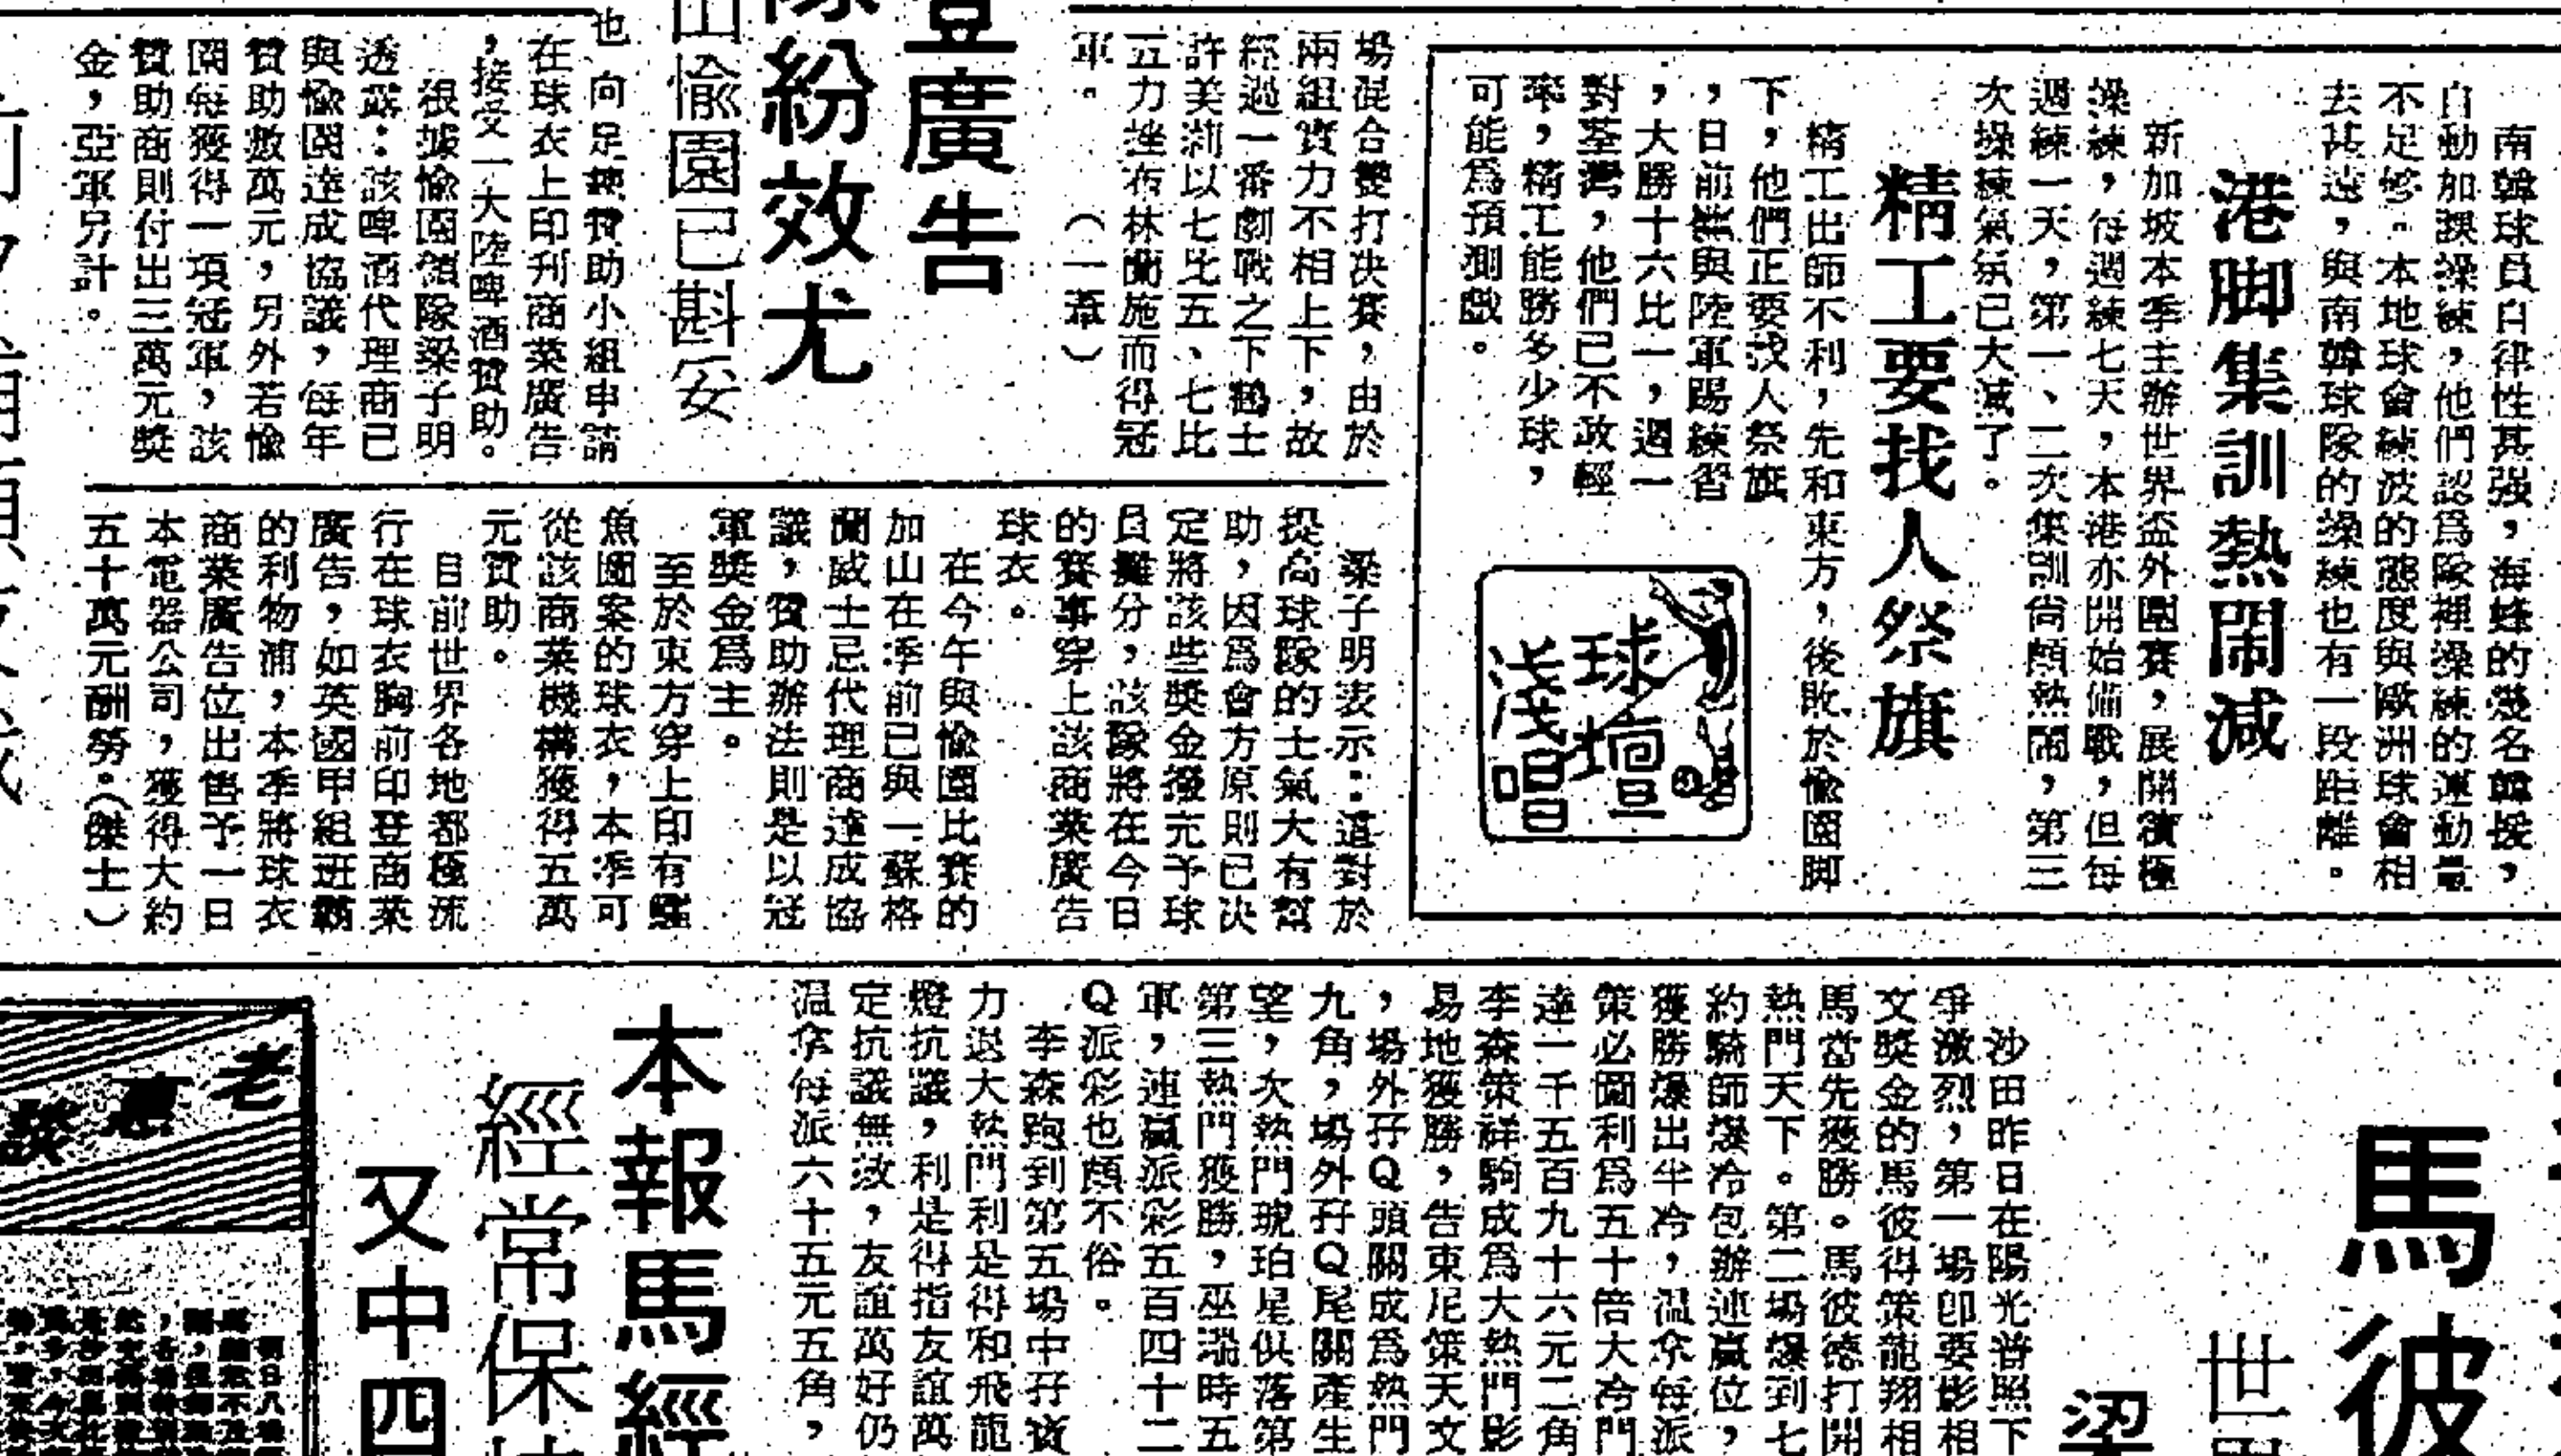 南韓球員自律性甚强，海蜂的幾名韓援，
自動加課操練，他們認爲隊裡操練的運動量
不足够。本地球會練波的態度與歐洲球會相
去甚遠，與南韓球隊的操練也有一段距離。
港脚集訓熱鬧減
新加坡本季主辦世界盃外圍賽，展開積極
操練，每週練七天，本港亦開始備戰，但每
週練一天，第一、二次集訓尚頗熱鬧，第三
次操練氣氛已大減了。
精工要找人祭旗
精工出師不利，先和東方，後敗於愉園脚
下，他們正要找人祭旗
，日前與陸軍踢練習
，大勝十六比一，週一
對荃灣，他們已不敢輕
率，精工能勝多少球，
可能爲預測戲。
球壇
淺唱
場混合雙打决賽，由於
兩組實力不相上下，故
經過一番劇戰之下鶴士
許美莉以七比五、七比
五力挫布林蘭施而得冠
軍。（一葦）
登廣告
隊紛效尤
山愉園已斟妥
也向足總贊助小組申請
在球衣上印刋商業廣告
，接受一大陸啤酒贊助。
根據愉園領隊梁子明
透露：該啤酒代理商已
與愉園達成協議，每年
贊助數萬元，另外若愉
園每獲得一項冠軍，該
贊助商則付出三萬元獎
金，亞軍另計。
梁子明表示：這對於
提高球隊的士氣大有幫
助，因爲會方原則已决
定將該些獎金撥充予球
員攤分，該隊將在今日
的賽事穿上該商業廣告
球衣。
在今午與愉園比賽的
加山在季前已與一蘇格
蘭威士忌代理商達成協
議，贊助辦法則是以冠
軍獎金爲主。
至於東方穿上印有鱷
魚圖案的球衣，本季可
從該商業機構獲得五萬
元贊助。
目前世界各地都極流
行在球衣胸前印登商業
廣告，如英國甲組班霸
的利物浦，本季將球衣
商業廣告位出售予一日
本電器公司，獲得大約
五十萬元酬勞。（傑士）
馬彼
世
梁
沙田昨日在陽光普照下
爭激烈，第一場卽要影相
文獎金的馬彼得策龍翔相
馬當先獲勝。馬彼德打開
熱門天下。第二場爆到七
約騎師爆冷包辦連贏位，
獲勝爆出半冷，溫拿每派
策必圖利爲五十倍大冷門
達一千五百九十六元二角
李森策祥駒成爲大熱門影
易地獲勝，告東尼策天文
，場外孖Q頭關成爲熱門
九角，場外孖Q尾關產生
望，次熱門琥珀星俱落第
第三熱門獲勝，巫瑞時五
軍，連贏派彩五百四十二
Q派彩也頗不俗。
李森跑到第五場中孖寳
力退大熱門利是得和飛龍
燈抗議，利是得指友誼萬
定抗議無效，友誼萬好仍
溫拿每派六十五元五角，
本報馬經
經常保
又中四
老
談